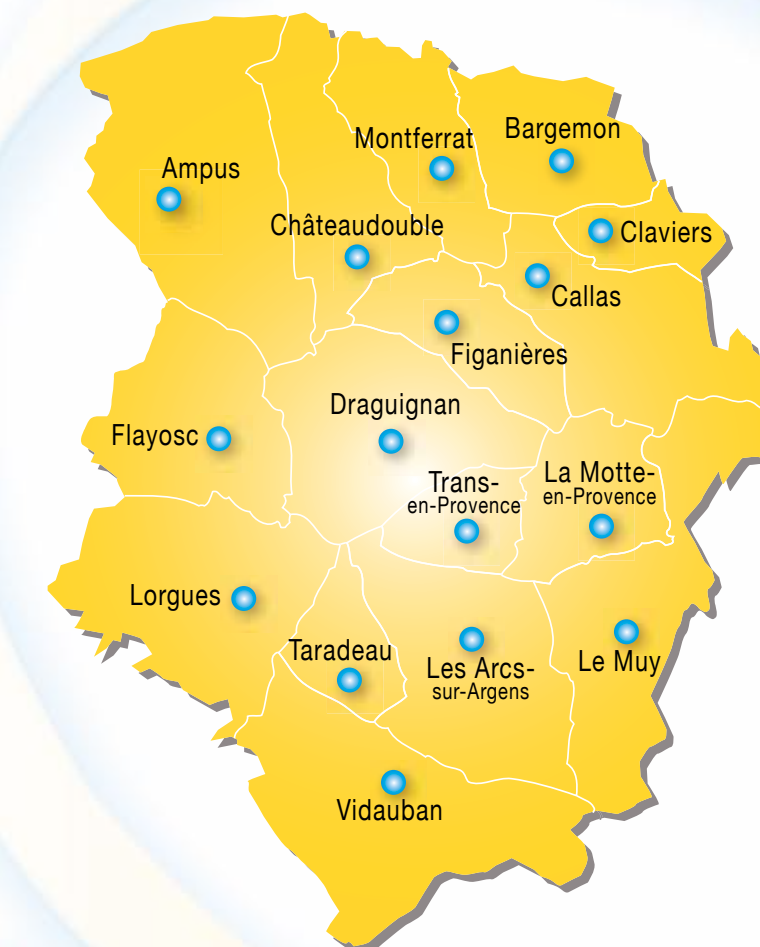 Bargemon
Montferrat
Ampus
Châteaudouble
Claviers
Callas
Figanières
Draguignan
Flayosc
Trans-
en-Provence
La Motte-
en-Provence
Lorgues
Taradeau
Les Arcs-
sur-Argens
Le Muy
Vidauban